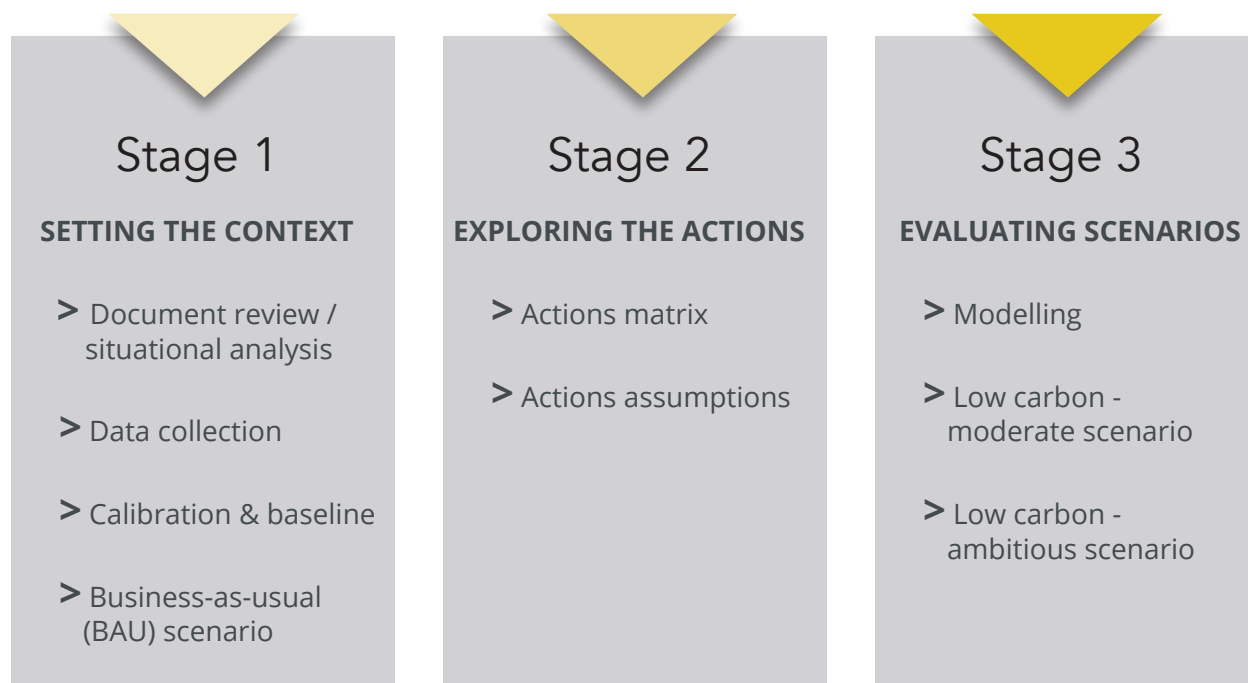 Stage 1
SETTING THE CONTEXT
> Document review /
situational analysis
> Data collection
> Calibration & baseline
> Business-as-usual
(BAU) scenario
Stage 2
EXPLORING THE ACTIONS
> Actions matrix
> Actions assumptions
Stage 3
EVALUATING SCENARIOS
> Modelling
> Low carbon -
moderate scenario
> Low carbon -
ambitious scenario